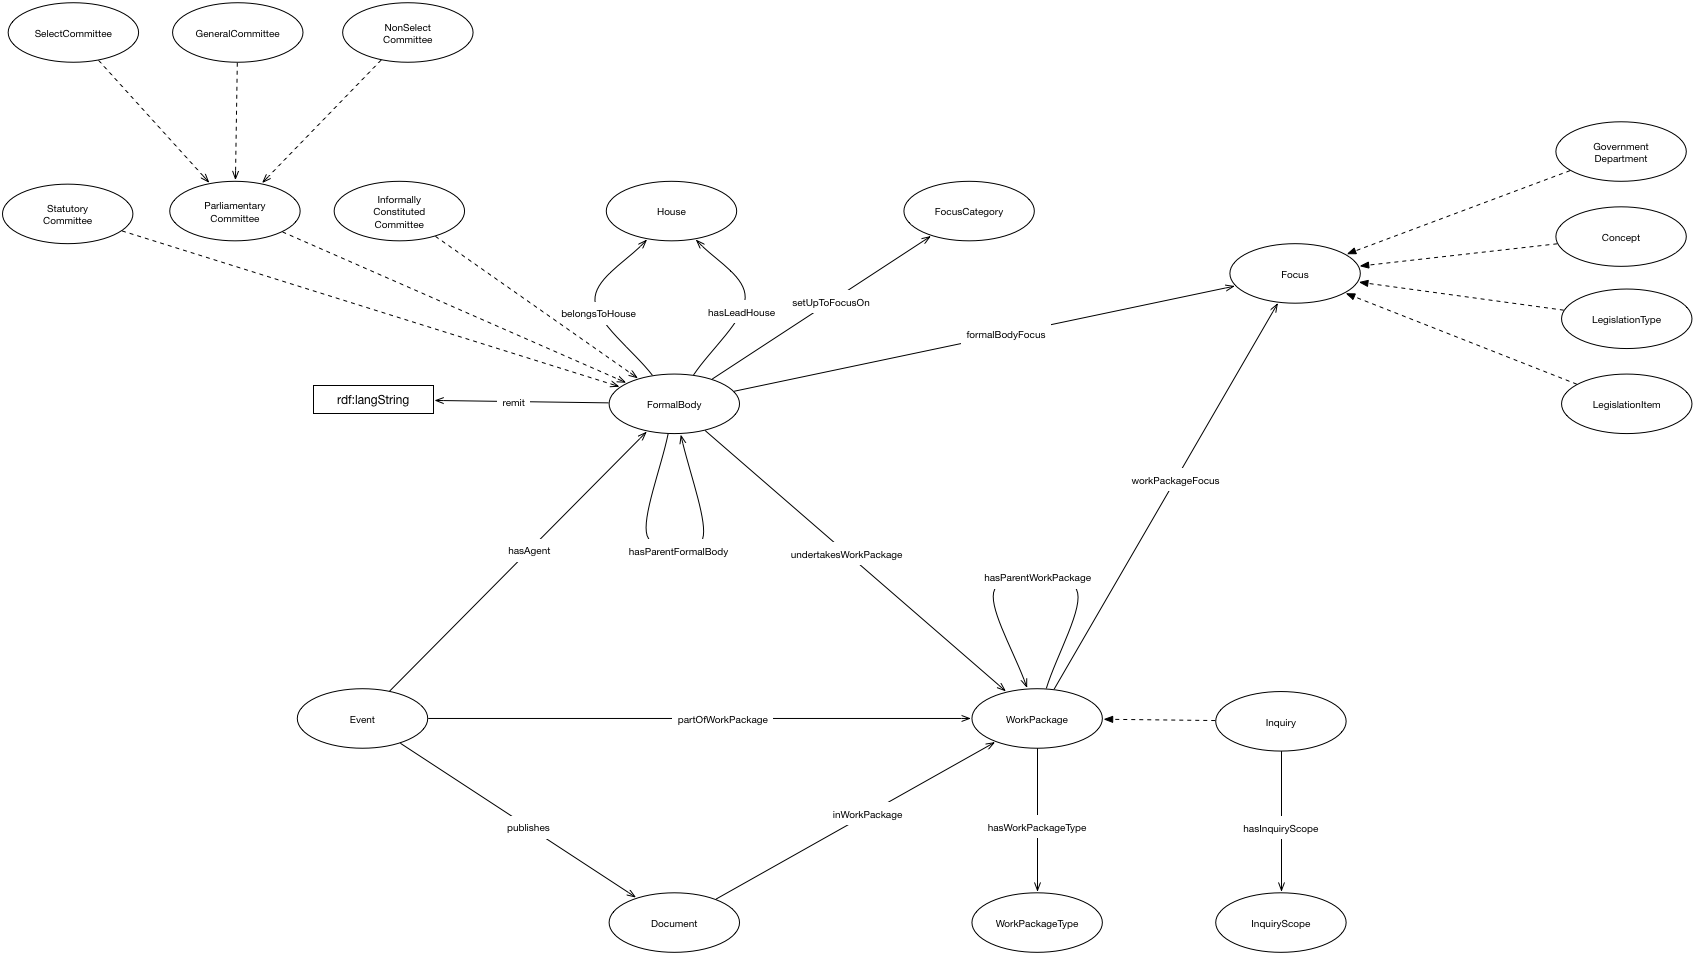 SelectCommittee
GeneralCommittee
NonSelect
Committee
Government
Department
Statutory
Committee
Parliamentary
Committee
Informally
Constituted
Committee
House
FocusCategory
Concept
Focus
belongsToHouse
hasLeadHouse
setUpToFocusOn
LegislationType
formalBodyFocus
rdf:langString
remit
FormalBody
LegislationItem
workPackageFocus
hasAgent
hasParentFormalBody
undertakesWorkPackage
hasParentWorkPackage
Event
partOfWorkPackage
WorkPackage
Inquiry
publishes
inWorkPackage
hasWorkPackageType
hasInquiryScope
Document
WorkPackageType
InquiryScope